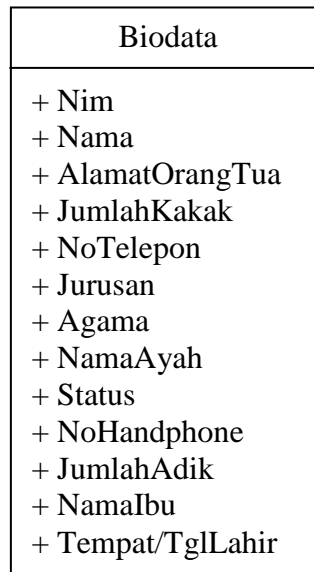 Biodata
+ Nim
+ Nama
+ AlamatOrangTua
+ JumlahKakak
+ NoTelepon
+ Jurusan
+ Agama
+ NamaAyah
+ Status
+ NoHandphone
+ JumlahAdik
+ NamaIbu
+ Tempat/TglLahir